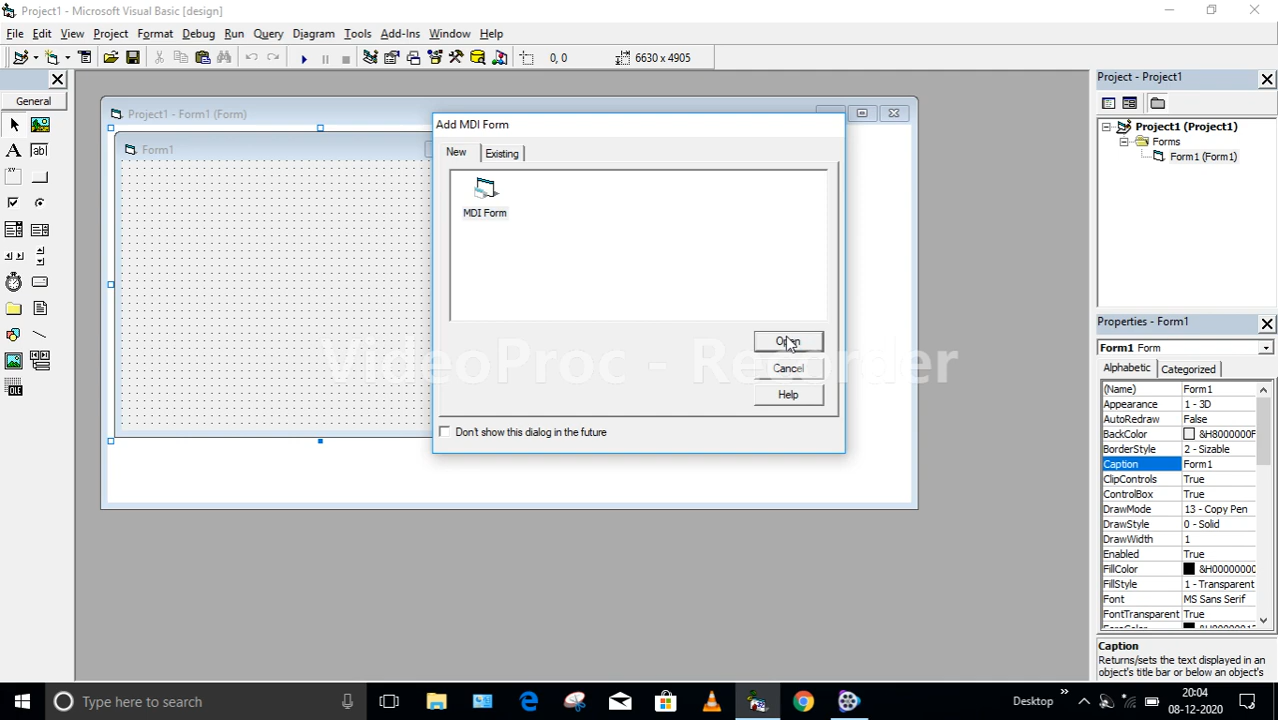 Project1 - Microsoft Visual Basic [design]
File Edit View Project Format Debug Run Query Diagram Tools Add-Ins Window Help
0, 0 6630 x 4905
General
A ab|
OLE
Project1 - Form1 (Form)
Form1
Add MDI Form
New Existing
MDI Form
Open
Cancel
Help
Don't show this dialog in the future
VideoProc - Recorder
Project - Project1
Project1 (Project1)
Forms
Form1 (Form1)
Properties - Form1
Form1 Form
Alphabetic Categorized
(Name) Form1
Appearance 1 - 3D
AutoRedraw False
BackColor &H8000000F
BorderStyle 2 - Sizable
Caption Form1
ClipControls True
ControlBox True
DrawMode 13 - Copy Pen
DrawStyle 0 - Solid
DrawWidth 1
Enabled True
FillColor &H0000000
FillStyle 1 - Transparent
Font MS Sans Serif
FontTransparent True
Caption
Returns/sets the text displayed in an
object's title bar or below an object's
Type here to search
Desktop
20:04
08-12-2020